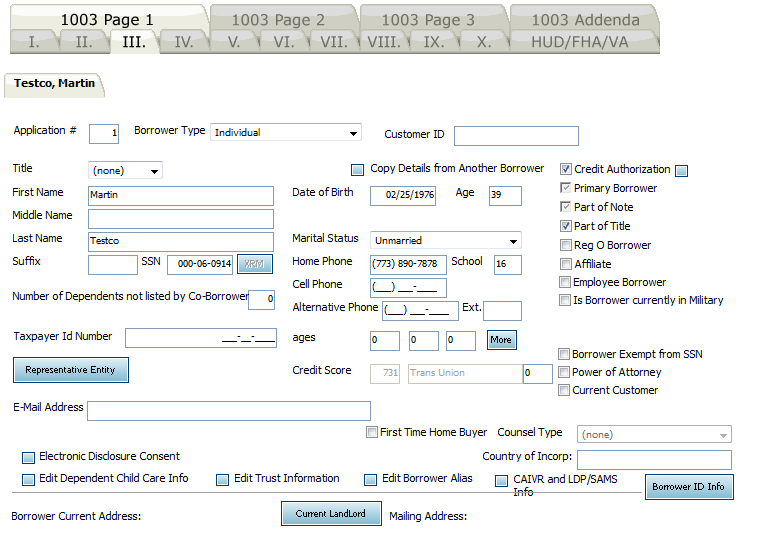 1003 Page 1 1003 Page 2 1003 Page 3 1003 Addenda
I. II. III. IV. V. VI. VII. VIII. IX. X. HUD/FHA/VA
Testco, Martin
Application # 1 Borrower Type Individual Customer ID
Title (none) Copy Details from Another Borrower Credit Authorization
First Name Martin Date of Birth 02/25/1976 Age 39 Primary Borrower
Middle Name Part of Note
Part of Title
Last Name Testco Marital Status Unmarried Reg O Borrower
Suffix SSN 000-06-0914 XPM Home Phone (773) 890-7878 School 16 Affiliate
Cell Phone (___) ___-____ Employee Borrower
Number of Dependents not listed by Co-Borrower 0 Alternative Phone (___) ___-____ Ext. Is Borrower currently in Military
Taxpayer Id Number ___-__-____ ages 0 0 0 More
Borrower Exempt from SSN
Representative Entity Credit Score 731 Trans Union 0 Power of Attorney
Current Customer
E-Mail Address
First Time Home Buyer Counsel Type (none)
Electronic Disclosure Consent Country of Incorp:
Edit Dependent Child Care Info Edit Trust Information Edit Borrower Alias CAIVR and LDP/SAMS
Info Borrower ID Info
Borrower Current Address: Current LandLord Mailing Address: